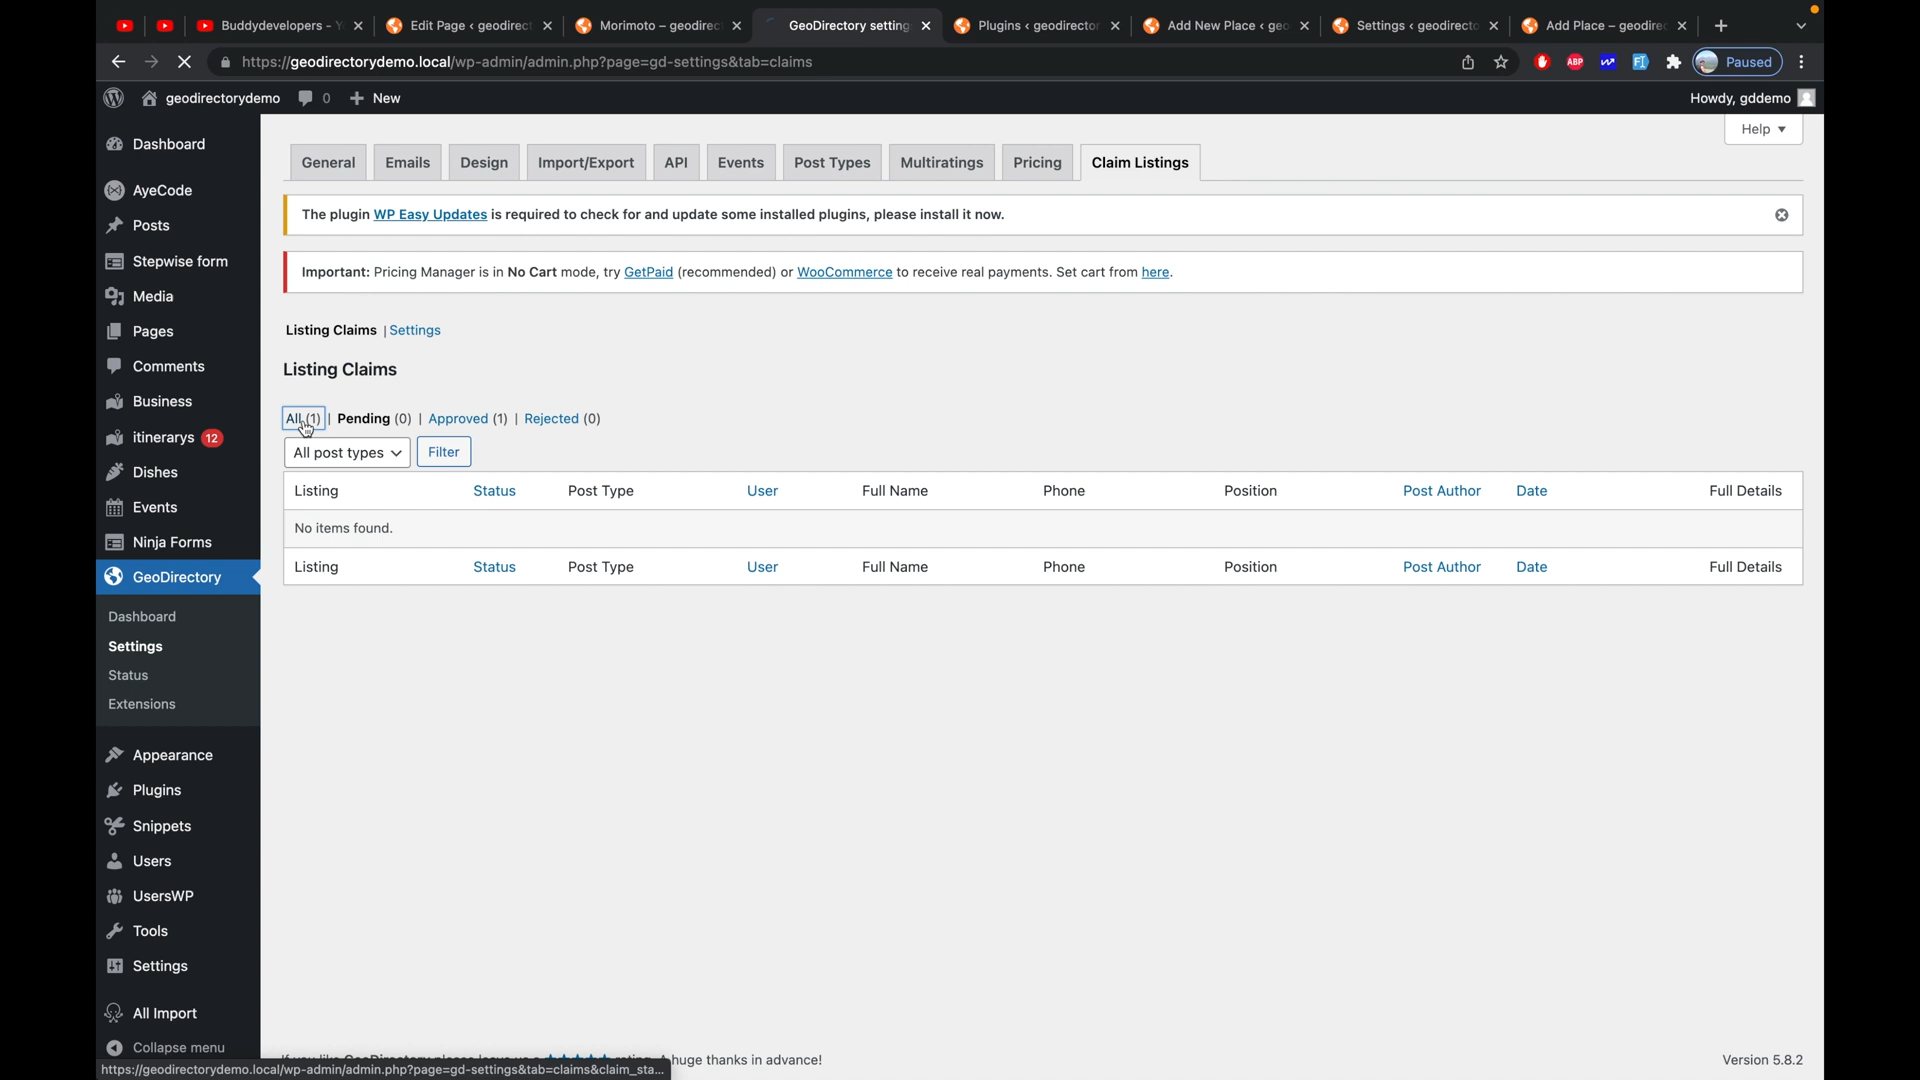 Buddydevelopers - Y
Edit Page < geodirect
Morimoto – geodirec
GeoDirectory setting
Plugins < geodirector
Add New Place < geo
Settings < geodirecto
Add Place – geodirec
https://geodirectorydemo.local/wp-admin/admin.php?page=gd-settings&tab=claims
ABP
Paused
geodirectorydemo
0
New
Howdy, gddemo
Help
Dashboard
AyeCode
Posts
Stepwise form
Media
Pages
Comments
Business
itinerarys 12
Dishes
Events
Ninja Forms
GeoDirectory
Dashboard
Settings
Status
Extensions
Appearance
Plugins
Snippets
Users
UsersWP
Tools
Settings
All Import
Collapse menu
General
Emails
Design
Import/Export
API
Events
Post Types
Multiratings
Pricing
Claim Listings
The plugin WP Easy Updates is required to check for and update some installed plugins, please install it now.
Important: Pricing Manager is in No Cart mode, try GetPaid (recommended) or WooCommerce to receive real payments. Set cart from here.
Listing Claims | Settings
Listing Claims
All (1) | Pending (0) | Approved (1) | Rejected (0)
All post types
Filter
Listing Status Post Type User Full Name Phone Position Post Author Date Full Details
No items found.
Listing Status Post Type User Full Name Phone Position Post Author Date Full Details
huge thanks in advance!
Version 5.8.2
https://geodirectorydemo.local/wp-admin/admin.php?page=gd-settings&tab=claims&claim_sta...